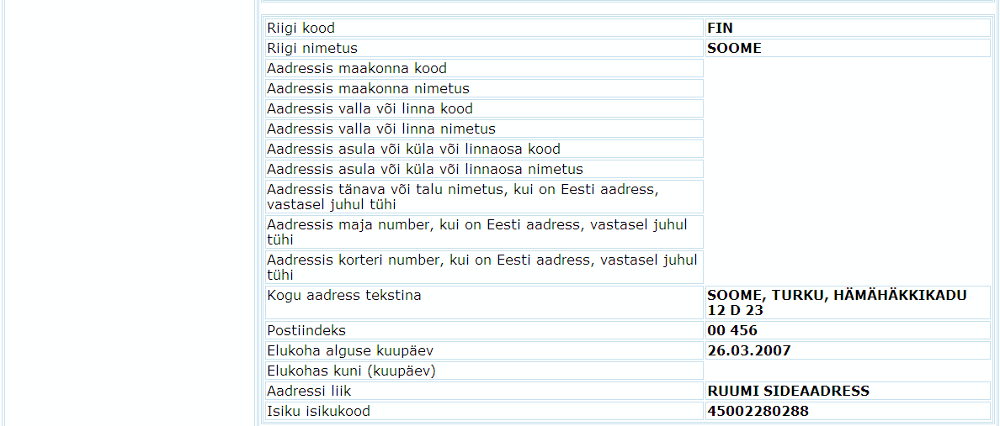 Riigi kood FIN
Riigi nimetus SOOME
Aadressis maakonna kood
Aadressis maakonna nimetus
Aadressis valla või linna kood
Aadressis valla või linna nimetus
Aadressis asula või küla või linnaosa kood
Aadressis asula või küla või linnaosa nimetus
Aadressis tänava või talu nimetus, kui on Eesti aadress,
vastasel juhul tühi
Aadressis maja number, kui on Eesti aadress, vastasel juhul
tühi
Aadressis korteri number, kui on Eesti aadress, vastasel juhul
tühi
Kogu aadress tekstina SOOME, TURKU, HÄMÄHÄKKIKADU
12 D 23
Postiindeks 00 456
Elukoha alguse kuupäev 26.03.2007
Elukohas kuni (kuupäev)
Aadressi liik RUUMI SIDEAADRESS
Isiku isikukood 45002280288